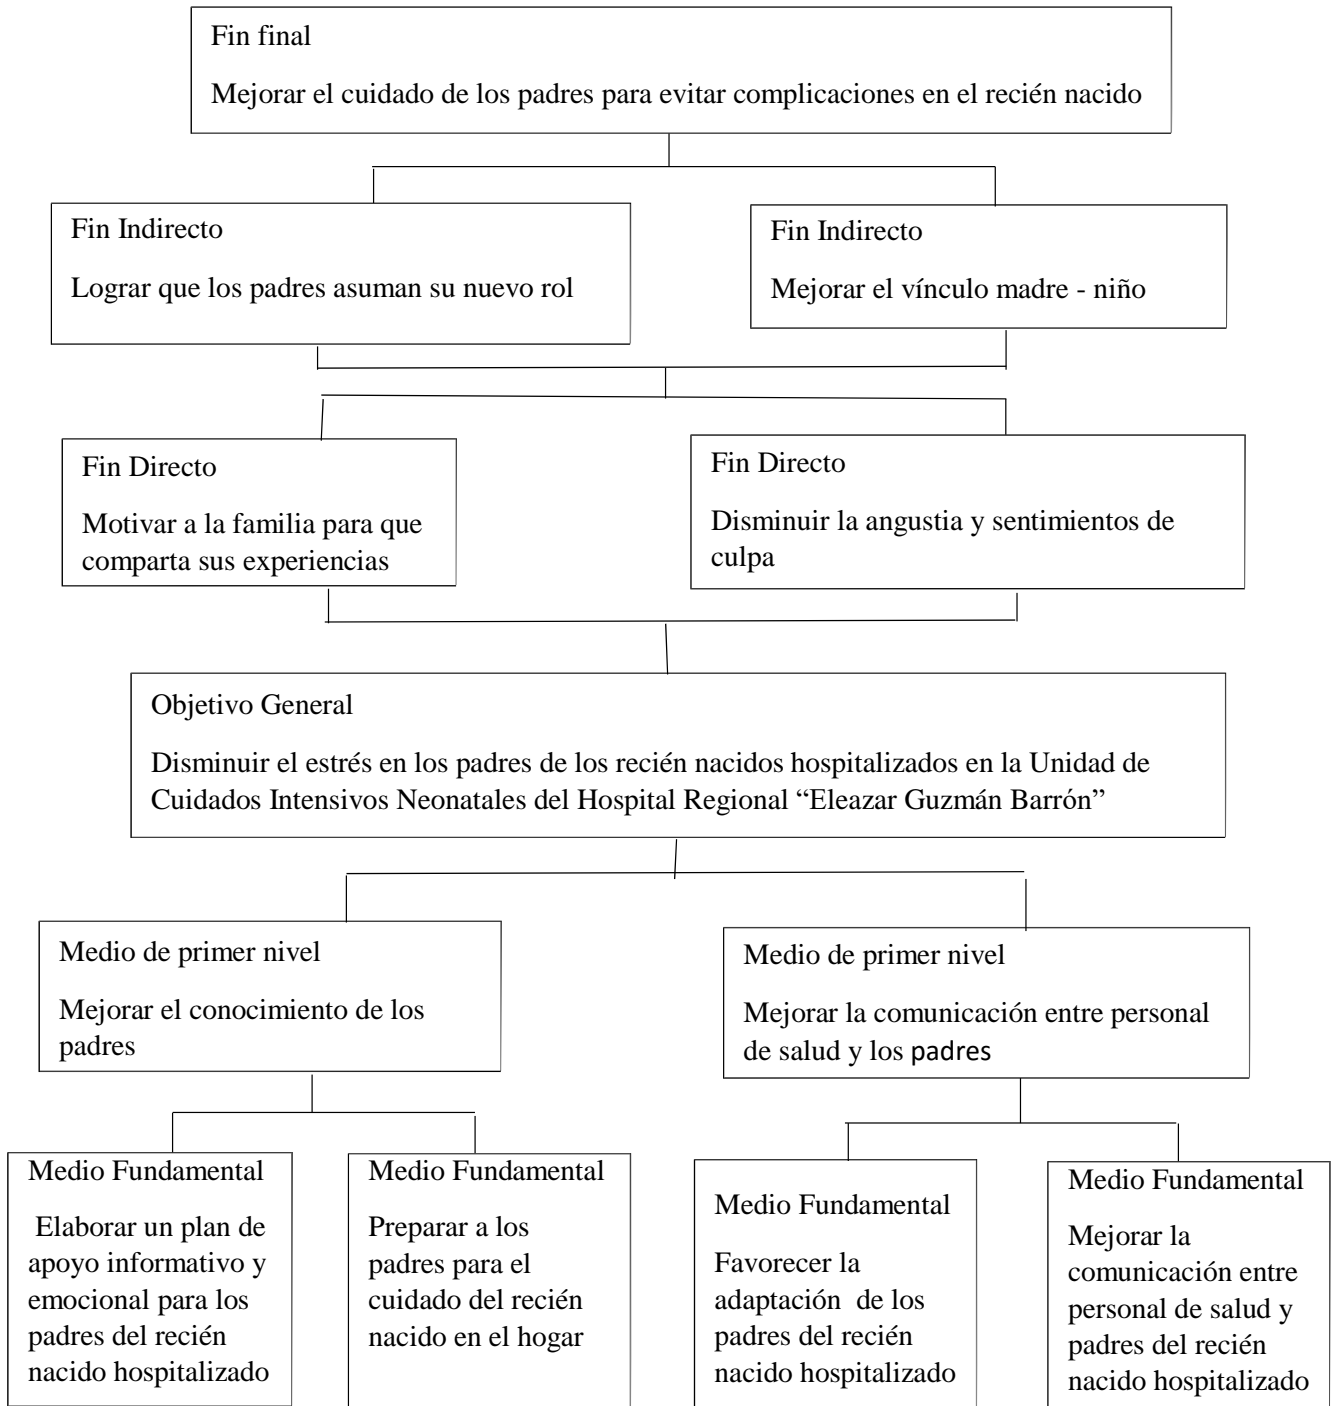 Fin final
Mejorar el cuidado de los padres para evitar complicaciones en el recién nacido
Fin Indirecto
Lograr que los padres asuman su nuevo rol
Fin Indirecto
Mejorar el vínculo madre - niño
Fin Directo
Motivar a la familia para que
comparta sus experiencias
Fin Directo
Disminuir la angustia y sentimientos de
culpa
Objetivo General
Disminuir el estrés en los padres de los recién nacidos hospitalizados en la Unidad de
Cuidados Intensivos Neonatales del Hospital Regional “Eleazar Guzmán Barrón”
Medio de primer nivel
Mejorar el conocimiento de los
padres
Medio de primer nivel
Mejorar la comunicación entre personal
de salud y los padres
Medio Fundamental
Elaborar un plan de
apoyo informativo y
emocional para los
padres del recién
nacido hospitalizado
Medio Fundamental
Preparar a los
padres para el
cuidado del recién
nacido en el hogar
Medio Fundamental
Favorecer la
adaptación  de los
padres del recién
nacido hospitalizado
Medio Fundamental
Mejorar la
comunicación entre
personal de salud y
padres del recién
nacido hospitalizado